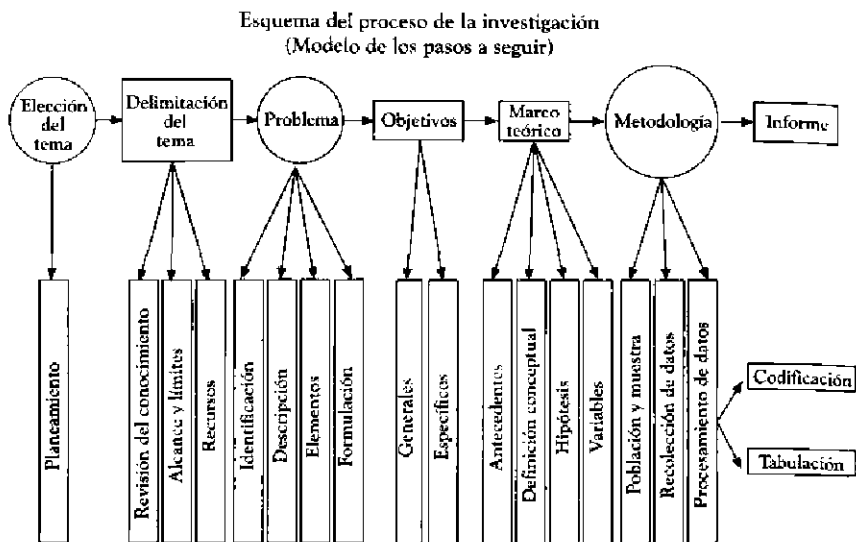 Esquema del proceso de la investigación
(Modelo de los pasos a seguir)
Elección
del
tema
Delimitación
del
tema
Problema
Objetivos
Marco
teórico
Metodología
Informe
Planeamiento
Revisión del conocimiento
Alcance y límites
Recursos
Identificación
Descripción
Elementos
Formulación
Generales
Específicos
Antecedentes
Definición conceptual
Hipótesis
Variables
Población y muestra
Recolección de datos
Procesamiento de datos
Codificación
Tabulación